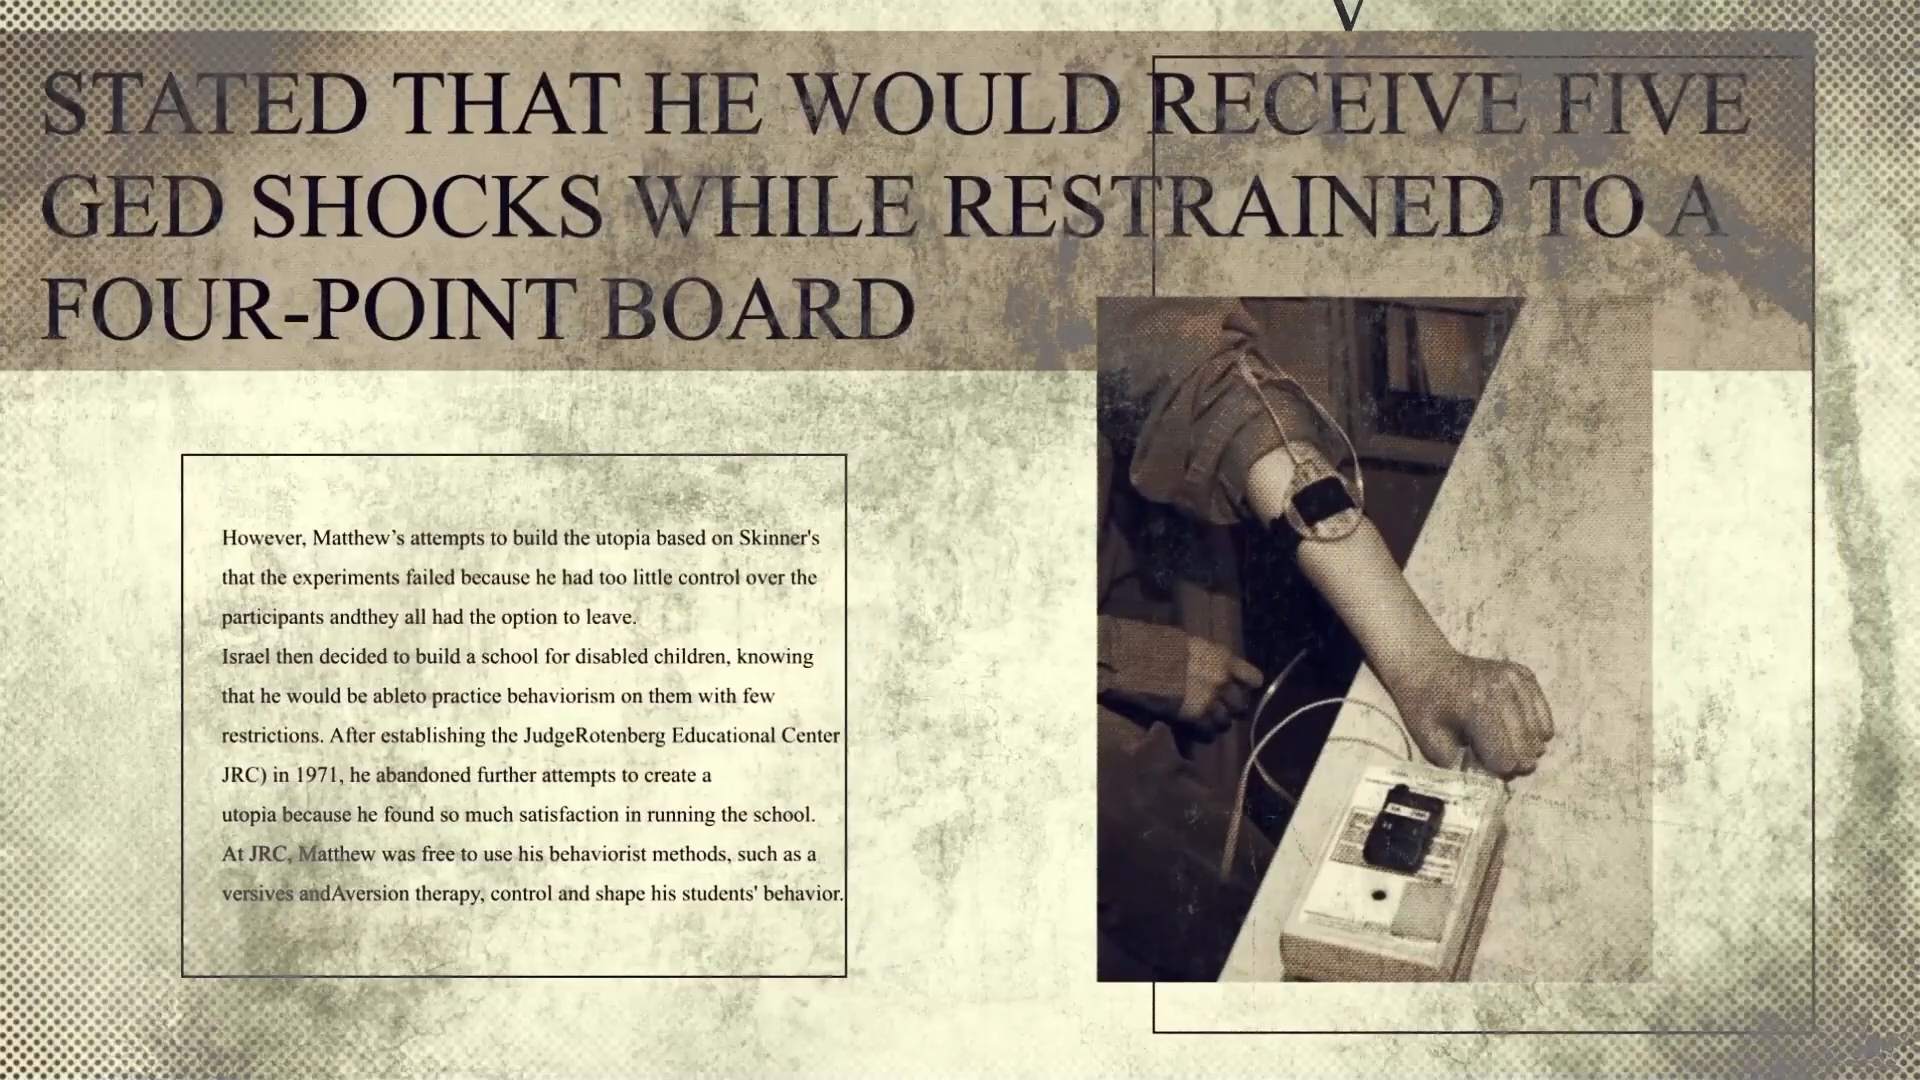 V
STATED THAT HE WOULD RECEIVE FIVE
GED SHOCKS WHILE RESTRAINED TO A
FOUR-POINT BOARD
However, Matthew’s attempts to build the utopia based on Skinner's
that the experiments failed because he had too little control over the
participants andthey all had the option to leave.
Israel then decided to build a school for disabled children, knowing
that he would be ableto practice behaviorism on them with few
restrictions. After establishing the JudgeRotenberg Educational Center
JRC) in 1971, he abandoned further attempts to create a
utopia because he found so much satisfaction in running the school.
At JRC, Matthew was free to use his behaviorist methods, such as a
versives andAversion therapy, control and shape his students' behavior.